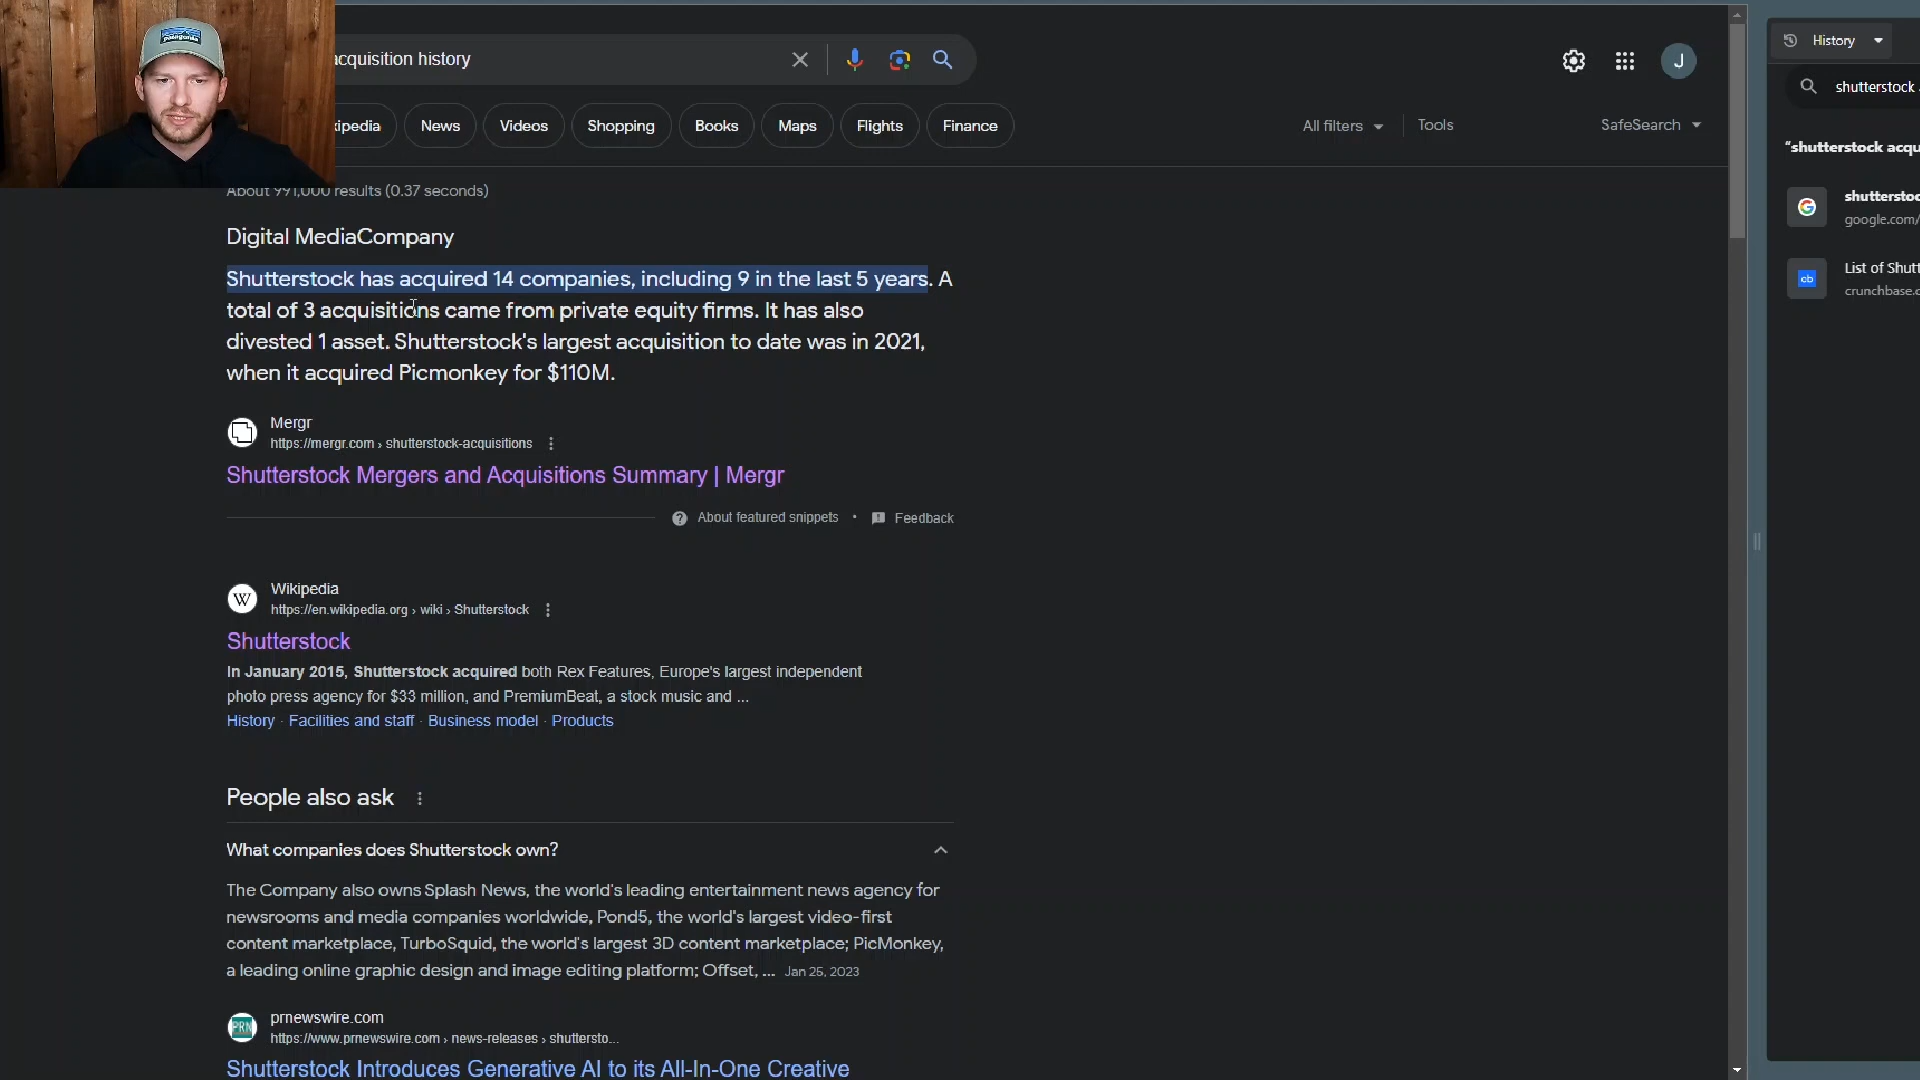 patagonia
acquisition history
History
shutterstock
J
ikipedia
News
Videos
Shopping
Books
Maps
Flights
Finance
All filters
Tools
SafeSearch
"shutterstock acqu
About 991,000 results (0.37 seconds)
shutterstoc
google.com/
Digital MediaCompany
Shutterstock has acquired 14 companies, including 9 in the last 5 years. A
total of 3 acquisitions came from private equity firms. It has also
divested 1 asset. Shutterstock's largest acquisition to date was in 2021,
when it acquired Picmonkey for $110M.
List of Shutt
cb
crunchbase.c
Mergr
https://mergr.com › shutterstock-acquisitions
Shutterstock Mergers and Acquisitions Summary | Mergr
About featured snippets • Feedback
Wikipedia
W
https://en.wikipedia.org › wiki › Shutterstock
Shutterstock
In January 2015, Shutterstock acquired both Rex Features, Europe's largest independent
photo press agency for $33 million, and PremiumBeat, a stock music and ...
History · Facilities and staff · Business model · Products
People also ask
What companies does Shutterstock own?
The Company also owns Splash News, the world's leading entertainment news agency for
newsrooms and media companies worldwide, Pond5, the world's largest video-first
content marketplace, TurboSquid, the world's largest 3D content marketplace; PicMonkey,
a leading online graphic design and image editing platform; Offset, ... Jan 25, 2023
prnewswire.com
PRN
https://www.prnewswire.com › news-releases › shuttersto...
Shutterstock Introduces Generative AI to its All-In-One Creative